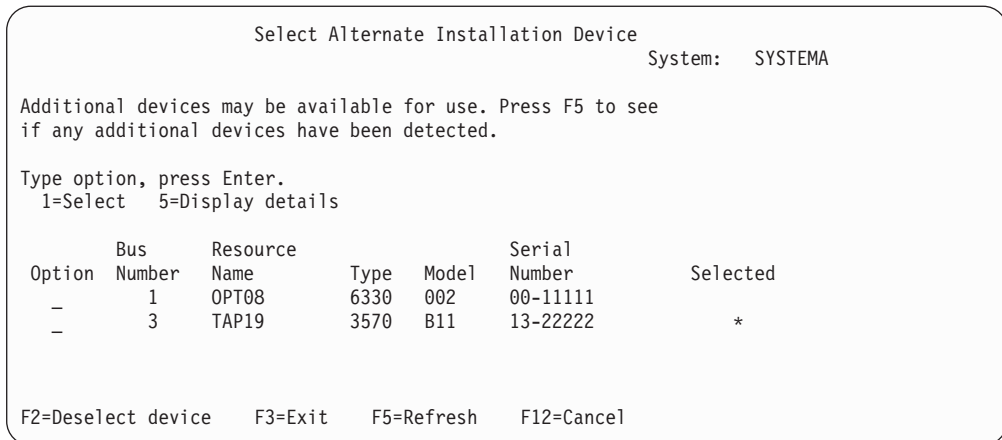 Select Alternate Installation Device
System:   SYSTEMA
Additional devices may be available for use. Press F5 to see
if any additional devices have been detected.
Type option, press Enter.
1=Select   5=Display details
Bus   Resource   Serial
Option   Number   Name   Type   Model   Number   Selected
_   1   OPT08   6330   002   00-11111
_   3   TAP19   3570   B11   13-22222   *
F2=Deselect device   F3=Exit   F5=Refresh   F12=Cancel